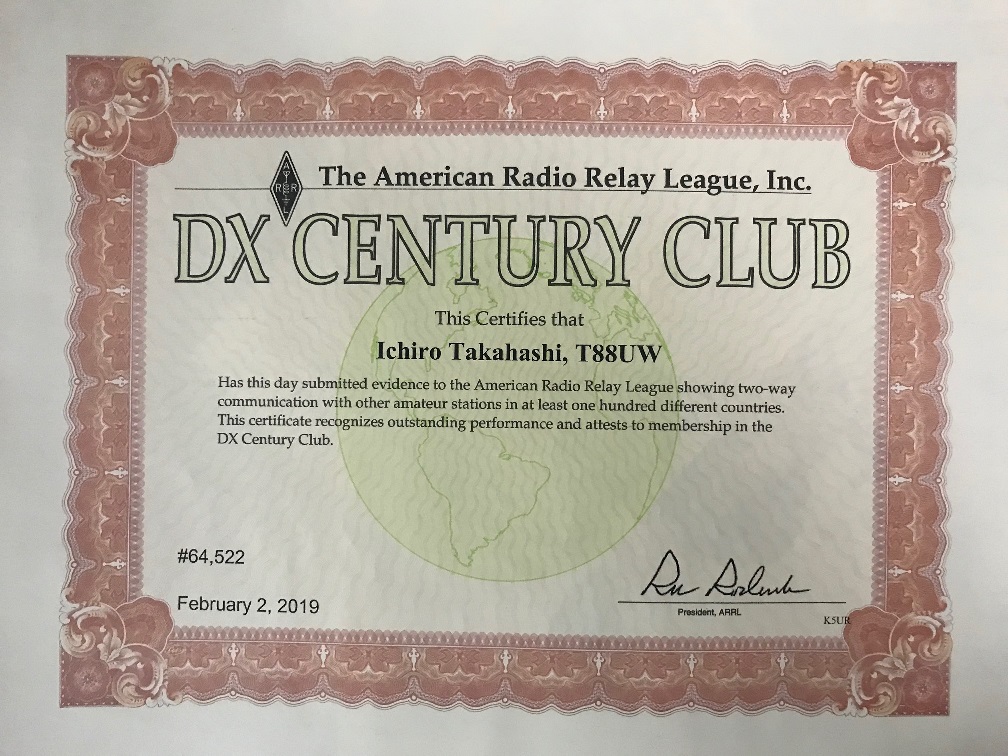 The American Radio Relay League, Inc.
DX CENTURY CLUB
This Certifies that
Ichiro Takahashi, T88UW
Has this day submitted evidence to the American Radio Relay League showing two-way
communication with other amateur stations in at least one hundred different countries.
This certificate recognizes outstanding performance and attests to membership in the
DX Century Club.
#64,522
February 2, 2019
President, ARRL
K5UR